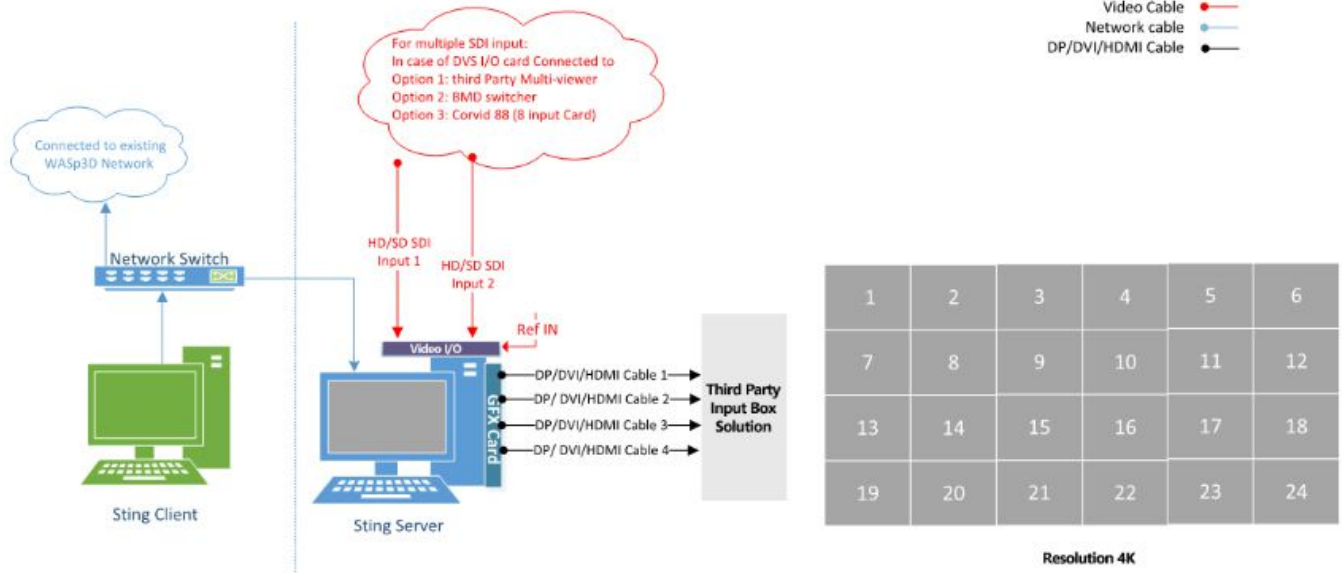 Video Cable
Network cable
DP/DVI/HDMI Cable
For multiple SDI input:
In case of DVS I/O card Connected to
Option 1: third Party Multi-viewer
Option 2: BMD switcher
Option 3: Corvid 88 (8 input Card)
Connected to existing
WASp3D Network
Network Switch
HD/SD SDI
Input 1
HD/SD SDI
Input 2
Ref IN
Video I/O
GFX Card
DP/DVI/HDMI Cable 1
DP/ DVI/HDMI Cable 2
DP/DVI/HDMI Cable 3
DP/ DVI/HDMI Cable 4
Third Party
Input Box
Solution
Sting Client
Sting Server
1 2 3 4 5 6
7 8 9 10 11 12
13 14 15 16 17 18
19 20 21 22 23 24
Resolution 4K